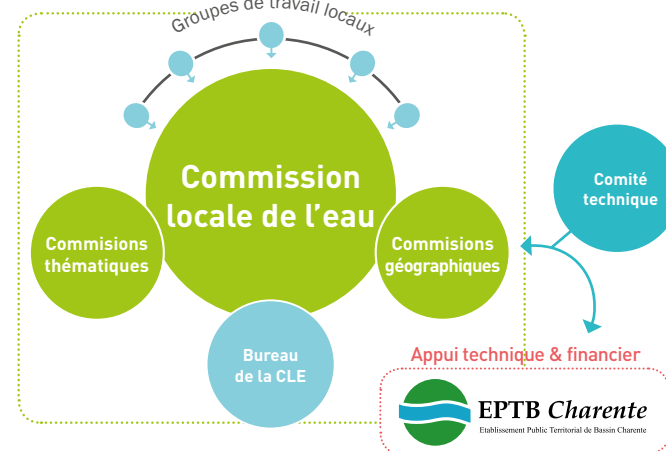 Groupes de travail locaux
Commission
locale de l’eau
Comité
technique
Commisions
thématiques
Commisions
géographiques
Bureau
de la CLE
Appui technique & financier
EPTB Charente
Etablissement Public Territorial de Bassin Charente